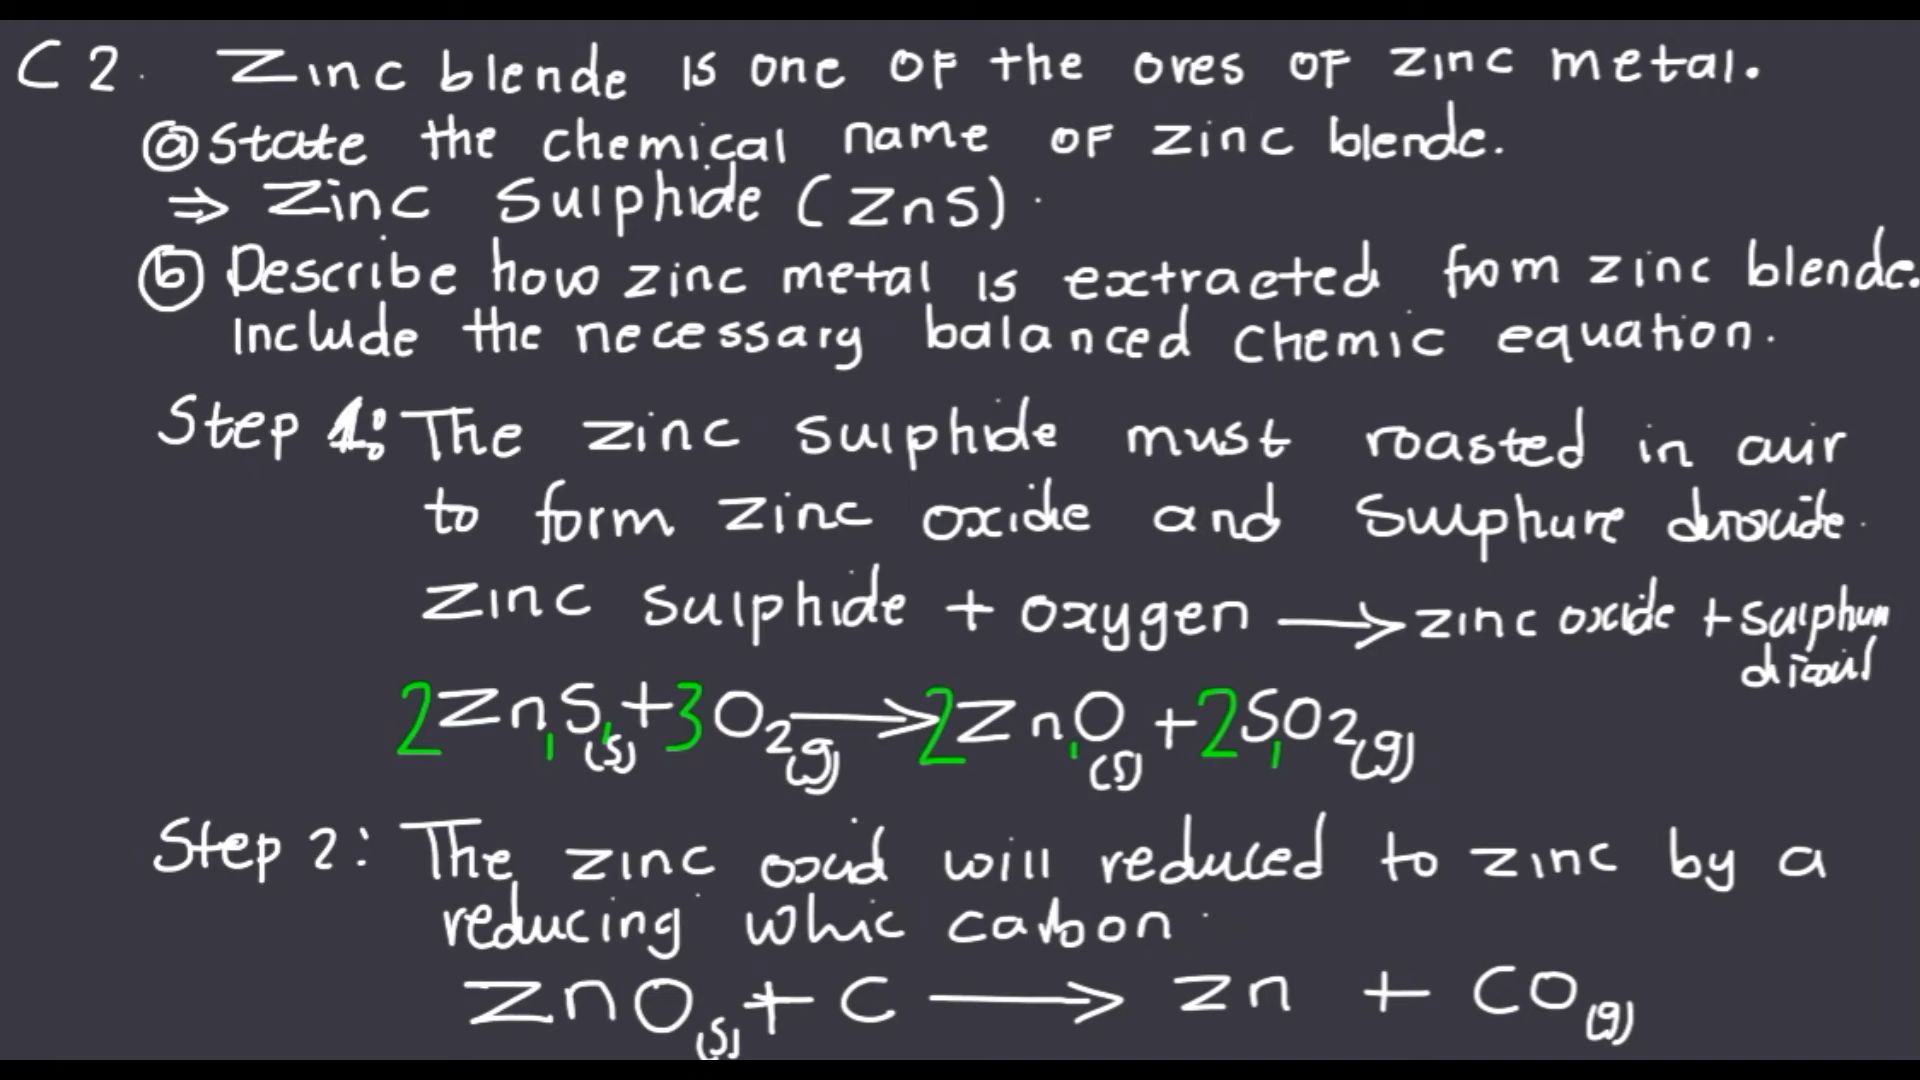 C2. Zinc blende is one of the ores of zinc metal.
(a) State the chemical name of zinc blende.
⇒ Zinc Sulphide (ZnS).
(b) Describe how zinc metal is extracted from zinc blende.
Include the necessary balanced chemic equation.
Step 1: The zinc sulphide must roasted in air
to form zinc oxide and Sulphure dioxide.
Zinc sulphide + oxygen ⟶ zinc oxide + sulphur
2ZnS(s) + 3O2(g) ⟶ 2ZnO(s) + 2SO2(g)
Step 2: The zinc oxid will reduced to zinc by a
reducing whic carbon.
ZnO(s) + C ⟶ Zn + CO(g)